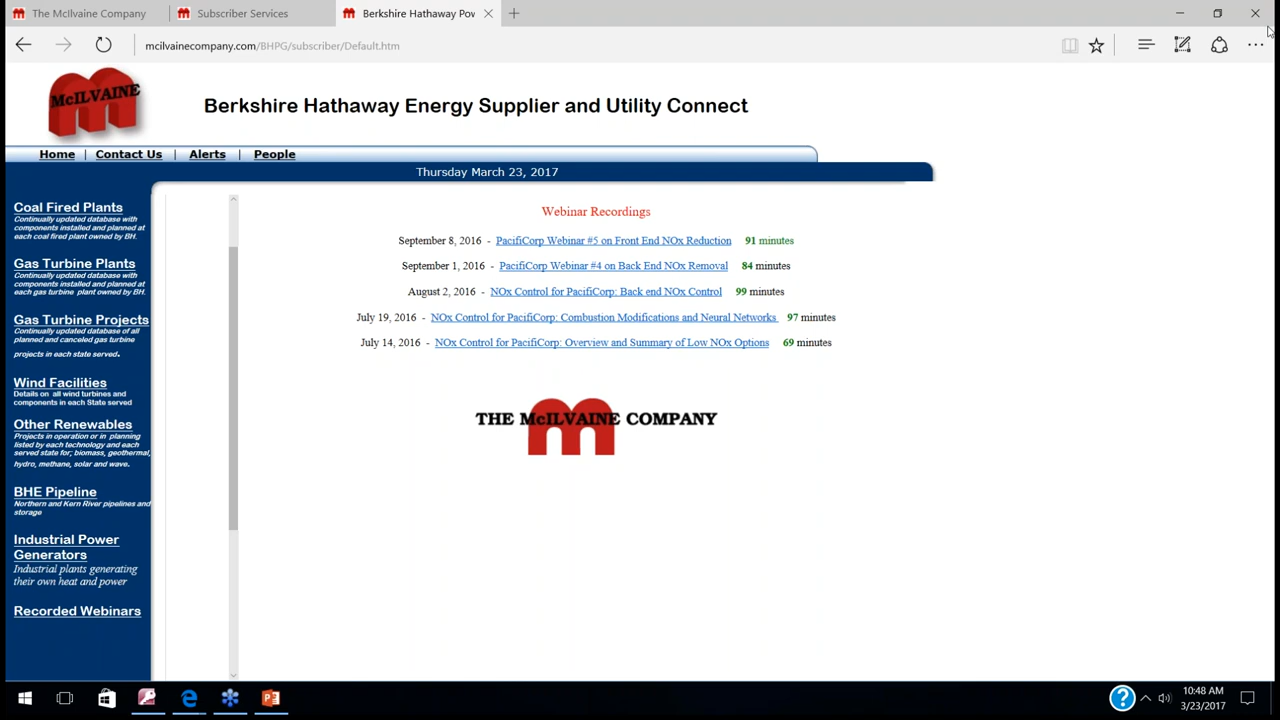 The McIlvaine Company
Subscriber Services
Berkshire Hathaway Pow
mcilvainecompany.com/BHPG/subscriber/Default.htm
McILVAINE
Berkshire Hathaway Energy Supplier and Utility Connect
Home | Contact Us | Alerts | People
Thursday March 23, 2017
Coal Fired Plants
Continually updated database with
components installed and planned at
each coal fired plant owned by BH.
Gas Turbine Plants
Continually updated database with
components installed and planned at
each gas turbine plant owned by BH.
Gas Turbine Projects
Continually updated database of all
planned and canceled gas turbine
projects in each state served.
Wind Facilities
Details on all wind turbines and
components in each State served
Other Renewables
Projects in operation or in planning
listed by each technology and each
served state for; biomass, geothermal,
hydro, methane, solar and wave.
BHE Pipeline
Northern and Kern River pipelines and
storage
Industrial Power
Generators
Industrial plants generating
their own heat and power
Recorded Webinars
Webinar Recordings
September 8, 2016 - PacifiCorp Webinar #5 on Front End NOx Reduction 91 minutes
September 1, 2016 - PacifiCorp Webinar #4 on Back End NOx Removal 84 minutes
August 2, 2016 - NOx Control for PacifiCorp: Back end NOx Control 99 minutes
July 19, 2016 - NOx Control for PacifiCorp: Combustion Modifications and Neural Networks 97 minutes
July 14, 2016 - NOx Control for PacifiCorp: Overview and Summary of Low NOx Options 69 minutes
THE McILVAINE COMPANY
10:48 AM
3/23/2017